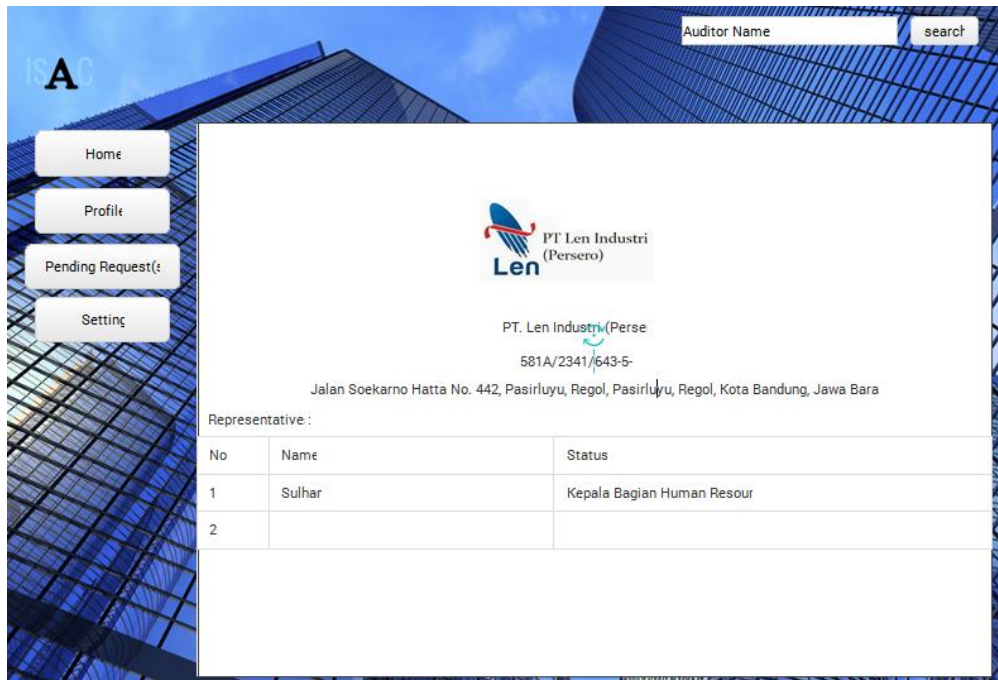 Auditor Name
search
ISAC
Home
Profile
Pending Request(s
Setting
Len
PT Len Industri
(Persero)
PT. Len Industri (Perse
581A/2341/643-5-
Jalan Soekarno Hatta No. 442, Pasirluyu, Regol, Pasirluyu, Regol, Kota Bandung, Jawa Bara
Representative :
No Name Status
1 Sulhar Kepala Bagian Human Resour
2